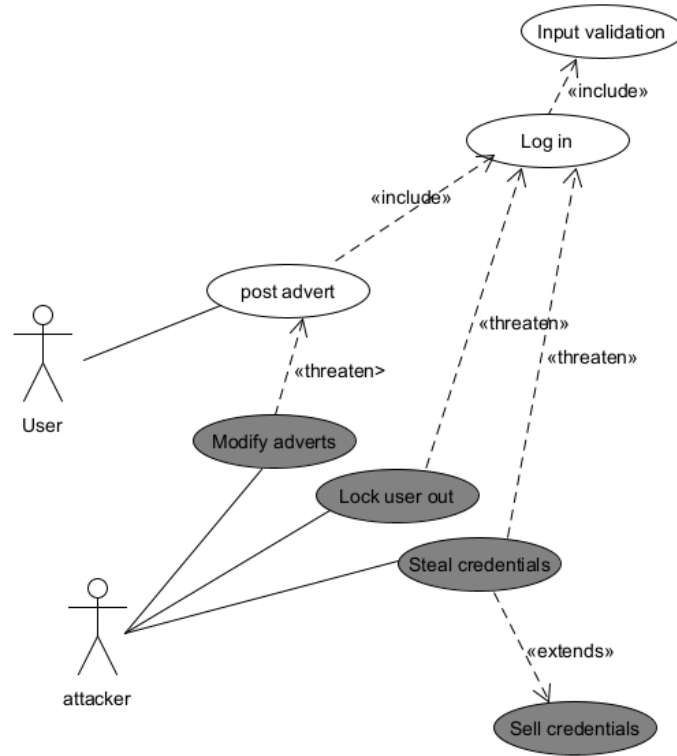 Input validation
«include»
Log in
«include»
post advert
«threaten»
«threaten>
«threaten»
User
Modify adverts
Lock user out
Steal credentials
attacker
«extends»
Sell credentials